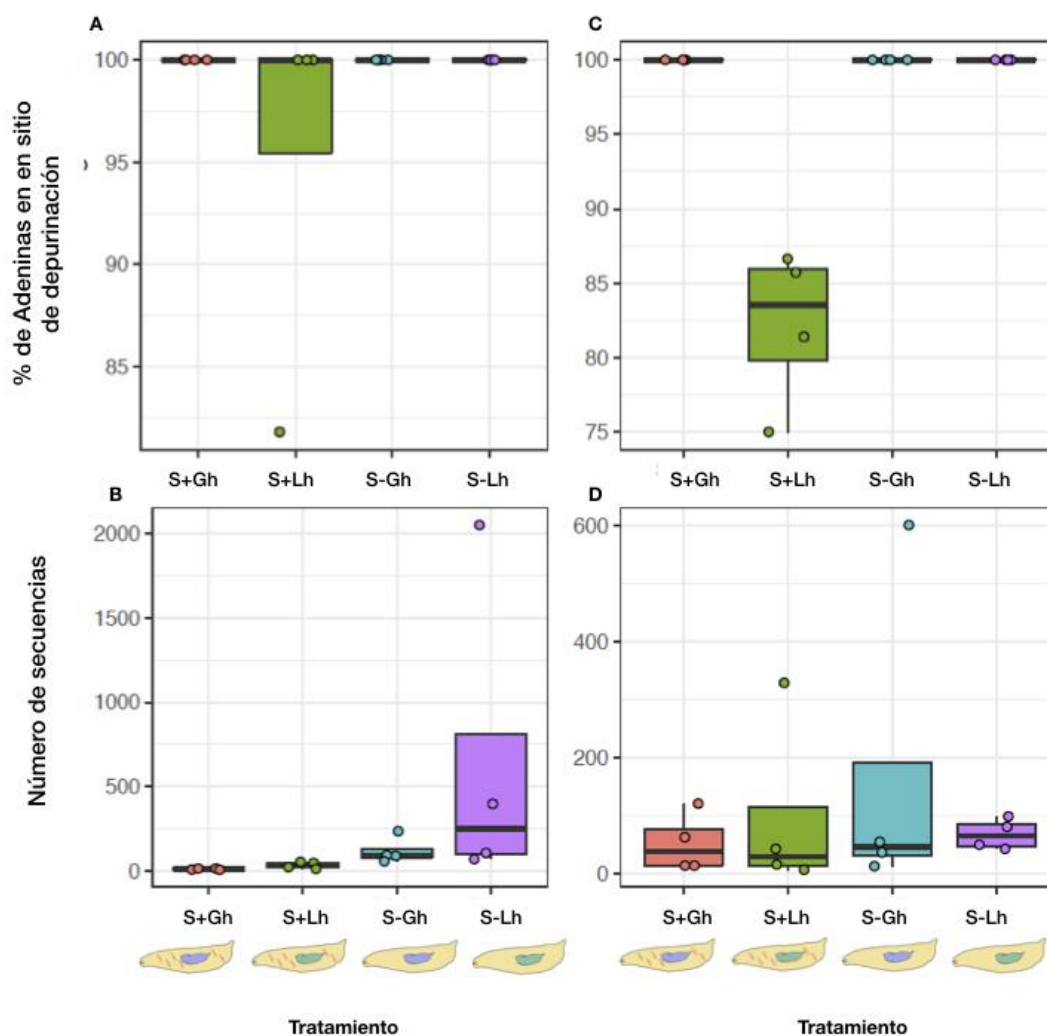 A
C
% de Adeninas en en sitio
de depurinación
100
95
90
85
100
95
90
85
80
75
S+Gh
S+Lh
S-Gh
S-Lh
S+Gh
S+Lh
S-Gh
S-Lh
B
D
Número de secuencias
2000
1500
1000
500
0
600
400
200
0
S+Gh
S+Lh
S-Gh
S-Lh
S+Gh
S+Lh
S-Gh
S-Lh
Tratamiento
Tratamiento